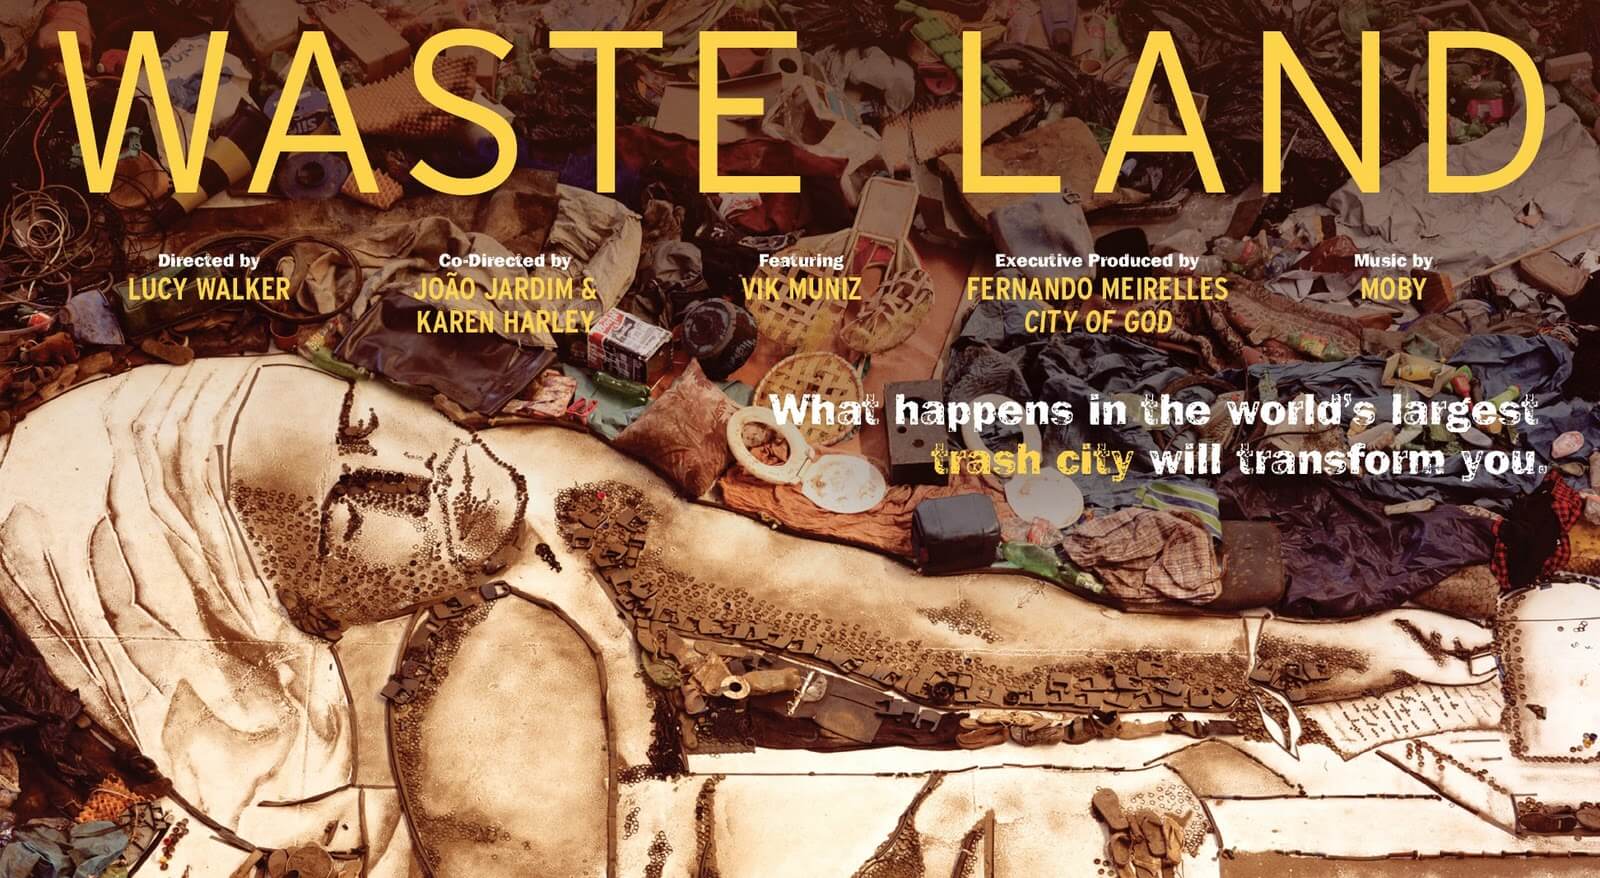 WASTE LAND
Directed by
LUCY WALKER
Co-Directed by
JOÃO JARDIM &
KAREN HARLEY
Featuring
VIK MUNIZ
Executive Produced by
FERNANDO MEIRELLES
CITY OF GOD
Music by
MOBY
What happens in the world's largest
trash city will transform you.